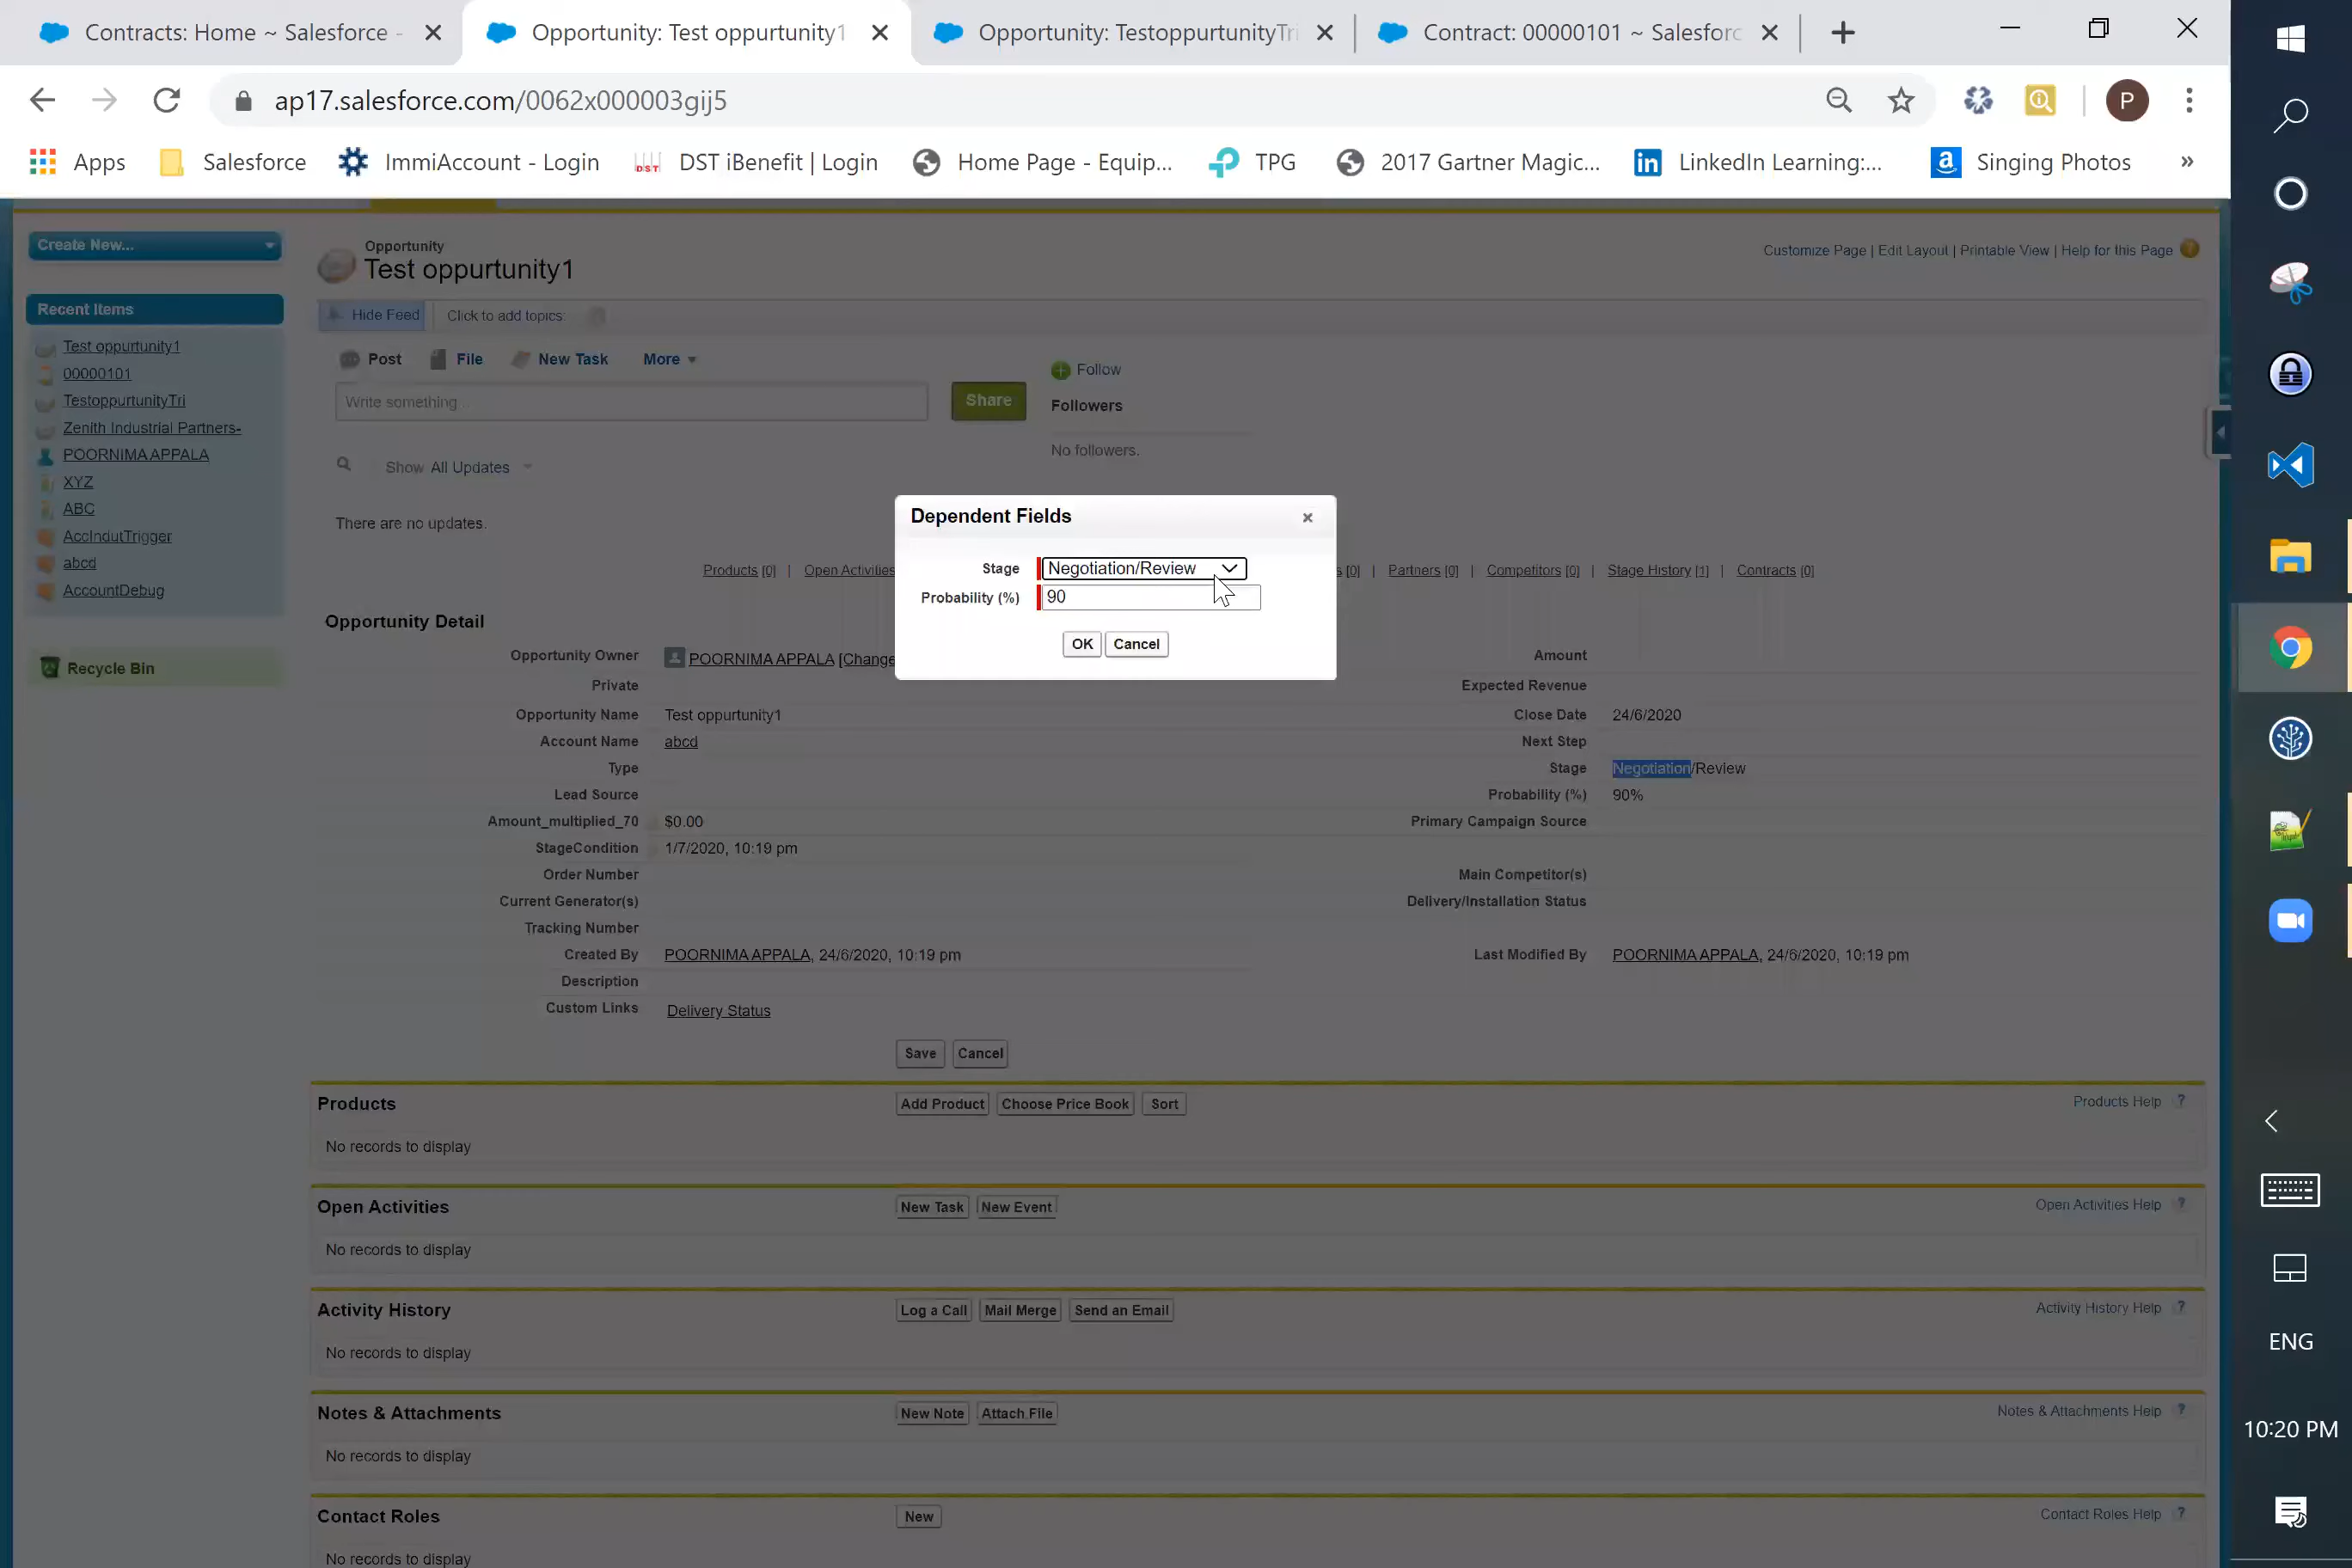 Contracts: Home ~ Salesforce -
Opportunity: Test oppurtunity1
Opportunity: TestoppurtunityTri
Contract: 00000101 ~ Salesforc
ap17.salesforce.com/0062x000003gij5
P
Apps
Salesforce
ImmiAccount - Login
DST
DST iBenefit | Login
Home Page - Equip...
TPG
2017 Gartner Magic...
LinkedIn Learning:...
Singing Photos
»
Create New...
Opportunity
Test oppurtunity1
Customize Page | Edit Layout | Printable View | Help for this Page
Recent Items
Test oppurtunity1
00000101
TestoppurtunityTri
Zenith Industrial Partners-
POORNIMA APPALA
XYZ
ABC
AccIndutTrigger
abcd
AccountDebug
Recycle Bin
Hide Feed
Click to add topics:
Post
File
New Task
More
Write something...
Share
Follow
Followers
No followers.
Show All Updates
There are no updates.
Dependent Fields
Stage Negotiation/Review
Probability (%) 90
OK Cancel
Products [0] | Open Activities
s [0] | Partners [0] | Competitors [0] | Stage History [1] | Contracts [0]
Opportunity Detail
Opportunity Owner POORNIMA APPALA [Change
Amount
Private
Expected Revenue
Opportunity Name Test oppurtunity1
Close Date 24/6/2020
Account Name abcd
Next Step
Type
Stage Negotiation/Review
Lead Source
Probability (%) 90%
Amount_multiplied_70 $0.00
Primary Campaign Source
StageCondition 1/7/2020, 10:19 pm
Order Number
Main Competitor(s)
Current Generator(s)
Delivery/Installation Status
Tracking Number
Created By POORNIMA APPALA, 24/6/2020, 10:19 pm
Last Modified By POORNIMA APPALA, 24/6/2020, 10:19 pm
Description
Custom Links Delivery Status
Save Cancel
Products
Add Product Choose Price Book Sort
Products Help ?
No records to display
Open Activities
New Task New Event
Open Activities Help ?
No records to display
Activity History
Log a Call Mail Merge Send an Email
Activity History Help ?
No records to display
Notes & Attachments
New Note Attach File
Notes & Attachments Help ?
No records to display
Contact Roles
New
Contact Roles Help ?
No records to display
ENG
10:20 PM